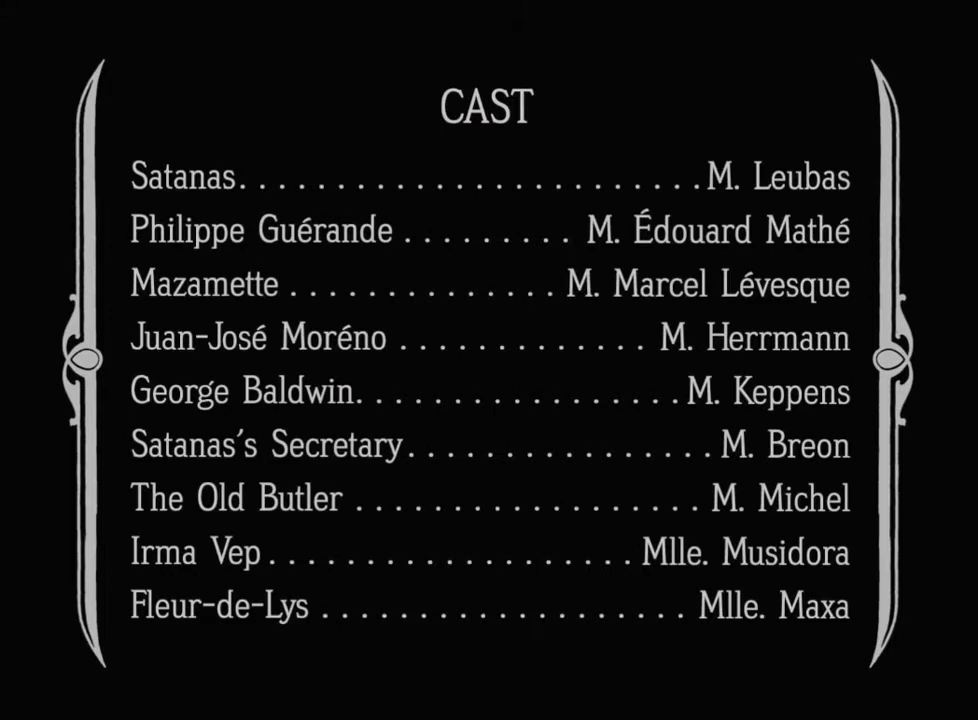 CAST
Satanas. . . . . . . . . . . . . . . . . . . . . . . . M. Leubas
Philippe Guérande . . . . . . . . . M. Édouard Mathé
Mazamette . . . . . . . . . . . . . . M. Marcel Lévesque
Juan-José Moréno . . . . . . . . . . . . . M. Herrmann
George Baldwin. . . . . . . . . . . . . . . . . M. Keppens
Satanas's Secretary. . . . . . . . . . . . . . . . M. Breon
The Old Butler . . . . . . . . . . . . . . . . . . M. Michel
Irma Vep. . . . . . . . . . . . . . . . . . . Mlle. Musidora
Fleur-de-Lys . . . . . . . . . . . . . . . . . . . Mlle. Maxa